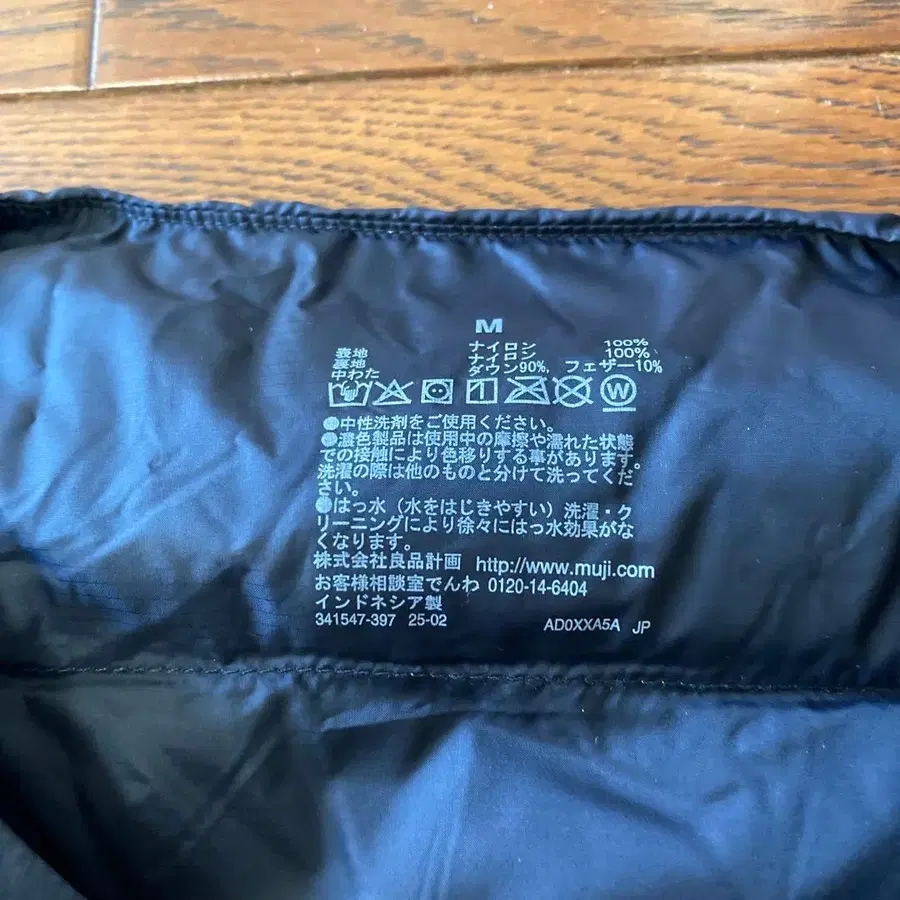 M
表地 ナイロン 100%
裏地 ナイロン 100%
中わた ダウン90%, フェザー10%
W
●中性洗剤をご使用ください。
●濃色製品は使用中の摩擦や濡れた状態
での接触により色移りする事があります。
洗濯の際は他のものと分けて洗ってくだ
さい。
●はっ水（水をはじきやすい）洗濯・ク
リーニングにより徐々にはっ水効果がな
くなります。
株式会社良品計画 http://www.muji.com
お客様相談室でんわ 0120-14-6404
インドネシア製
341547-397 25-02 AD0XXA5A JP